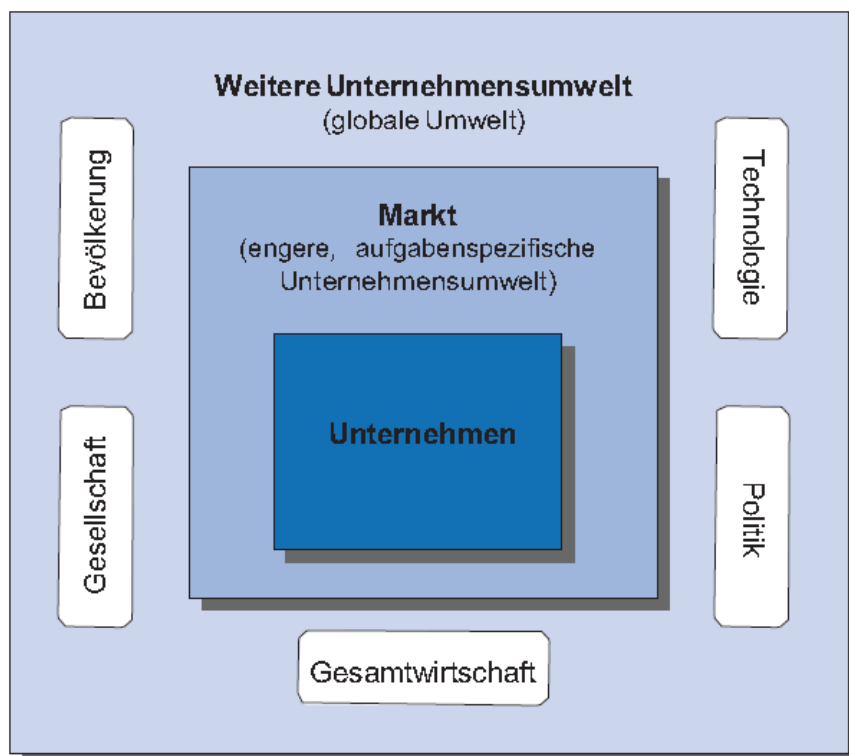 Weitere Unternehmensumwelt
(globale Umwelt)
Bevölkerung
Technologie
Markt
(engere, aufgabenspezifische
Unternehmensumwelt)
Unternehmen
Gesellschaft
Politik
Gesamtwirtschaft